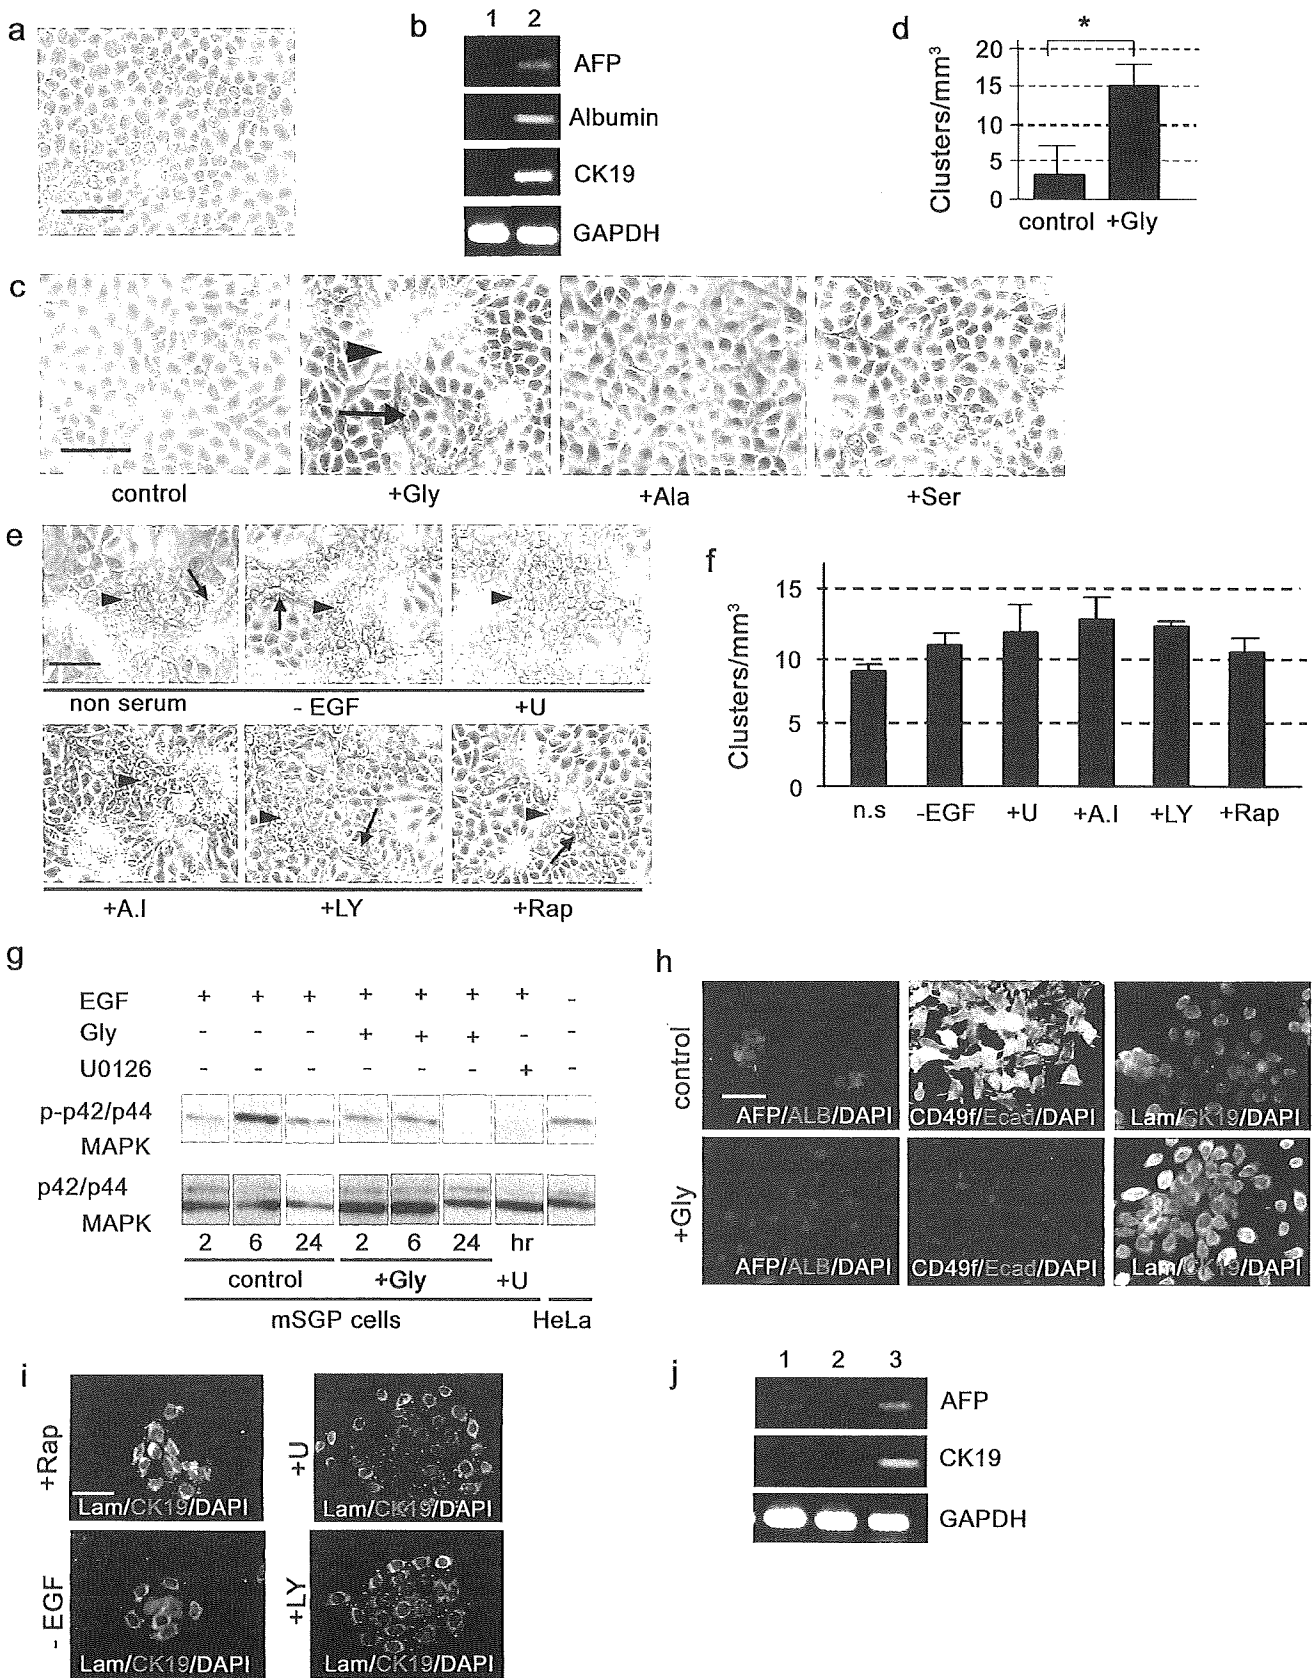 a
b
1 2
AFP
Albumin
CK19
GAPDH
d
*
Clusters/mm³
20
15
10
5
0
control +Gly
c
control
+Gly
+Ala
+Ser
e
non serum
- EGF
+U
+A.I
+LY
+Rap
f
Clusters/mm³
15
10
5
0
n.s -EGF +U +A.I +LY +Rap
g
EGF + + + + + + + -
Gly - - - + + + - -
U0126 - - - - - - + -
p-p42/p44
MAPK
p42/p44
MAPK
2 6 24 2 6 24 hr
control +Gly +U
mSGP cells HeLa
h
control
AFP/ALB/DAPI
CD49f/Ecad/DAPI
Lam/CK19/DAPI
+Gly
AFP/ALB/DAPI
CD49f/Ecad/DAPI
Lam/CK19/DAPI
i
+Rap
Lam/CK19/DAPI
+U
Lam/CK19/DAPI
- EGF
Lam/CK19/DAPI
+LY
Lam/CK19/DAPI
j
1 2 3
AFP
CK19
GAPDH